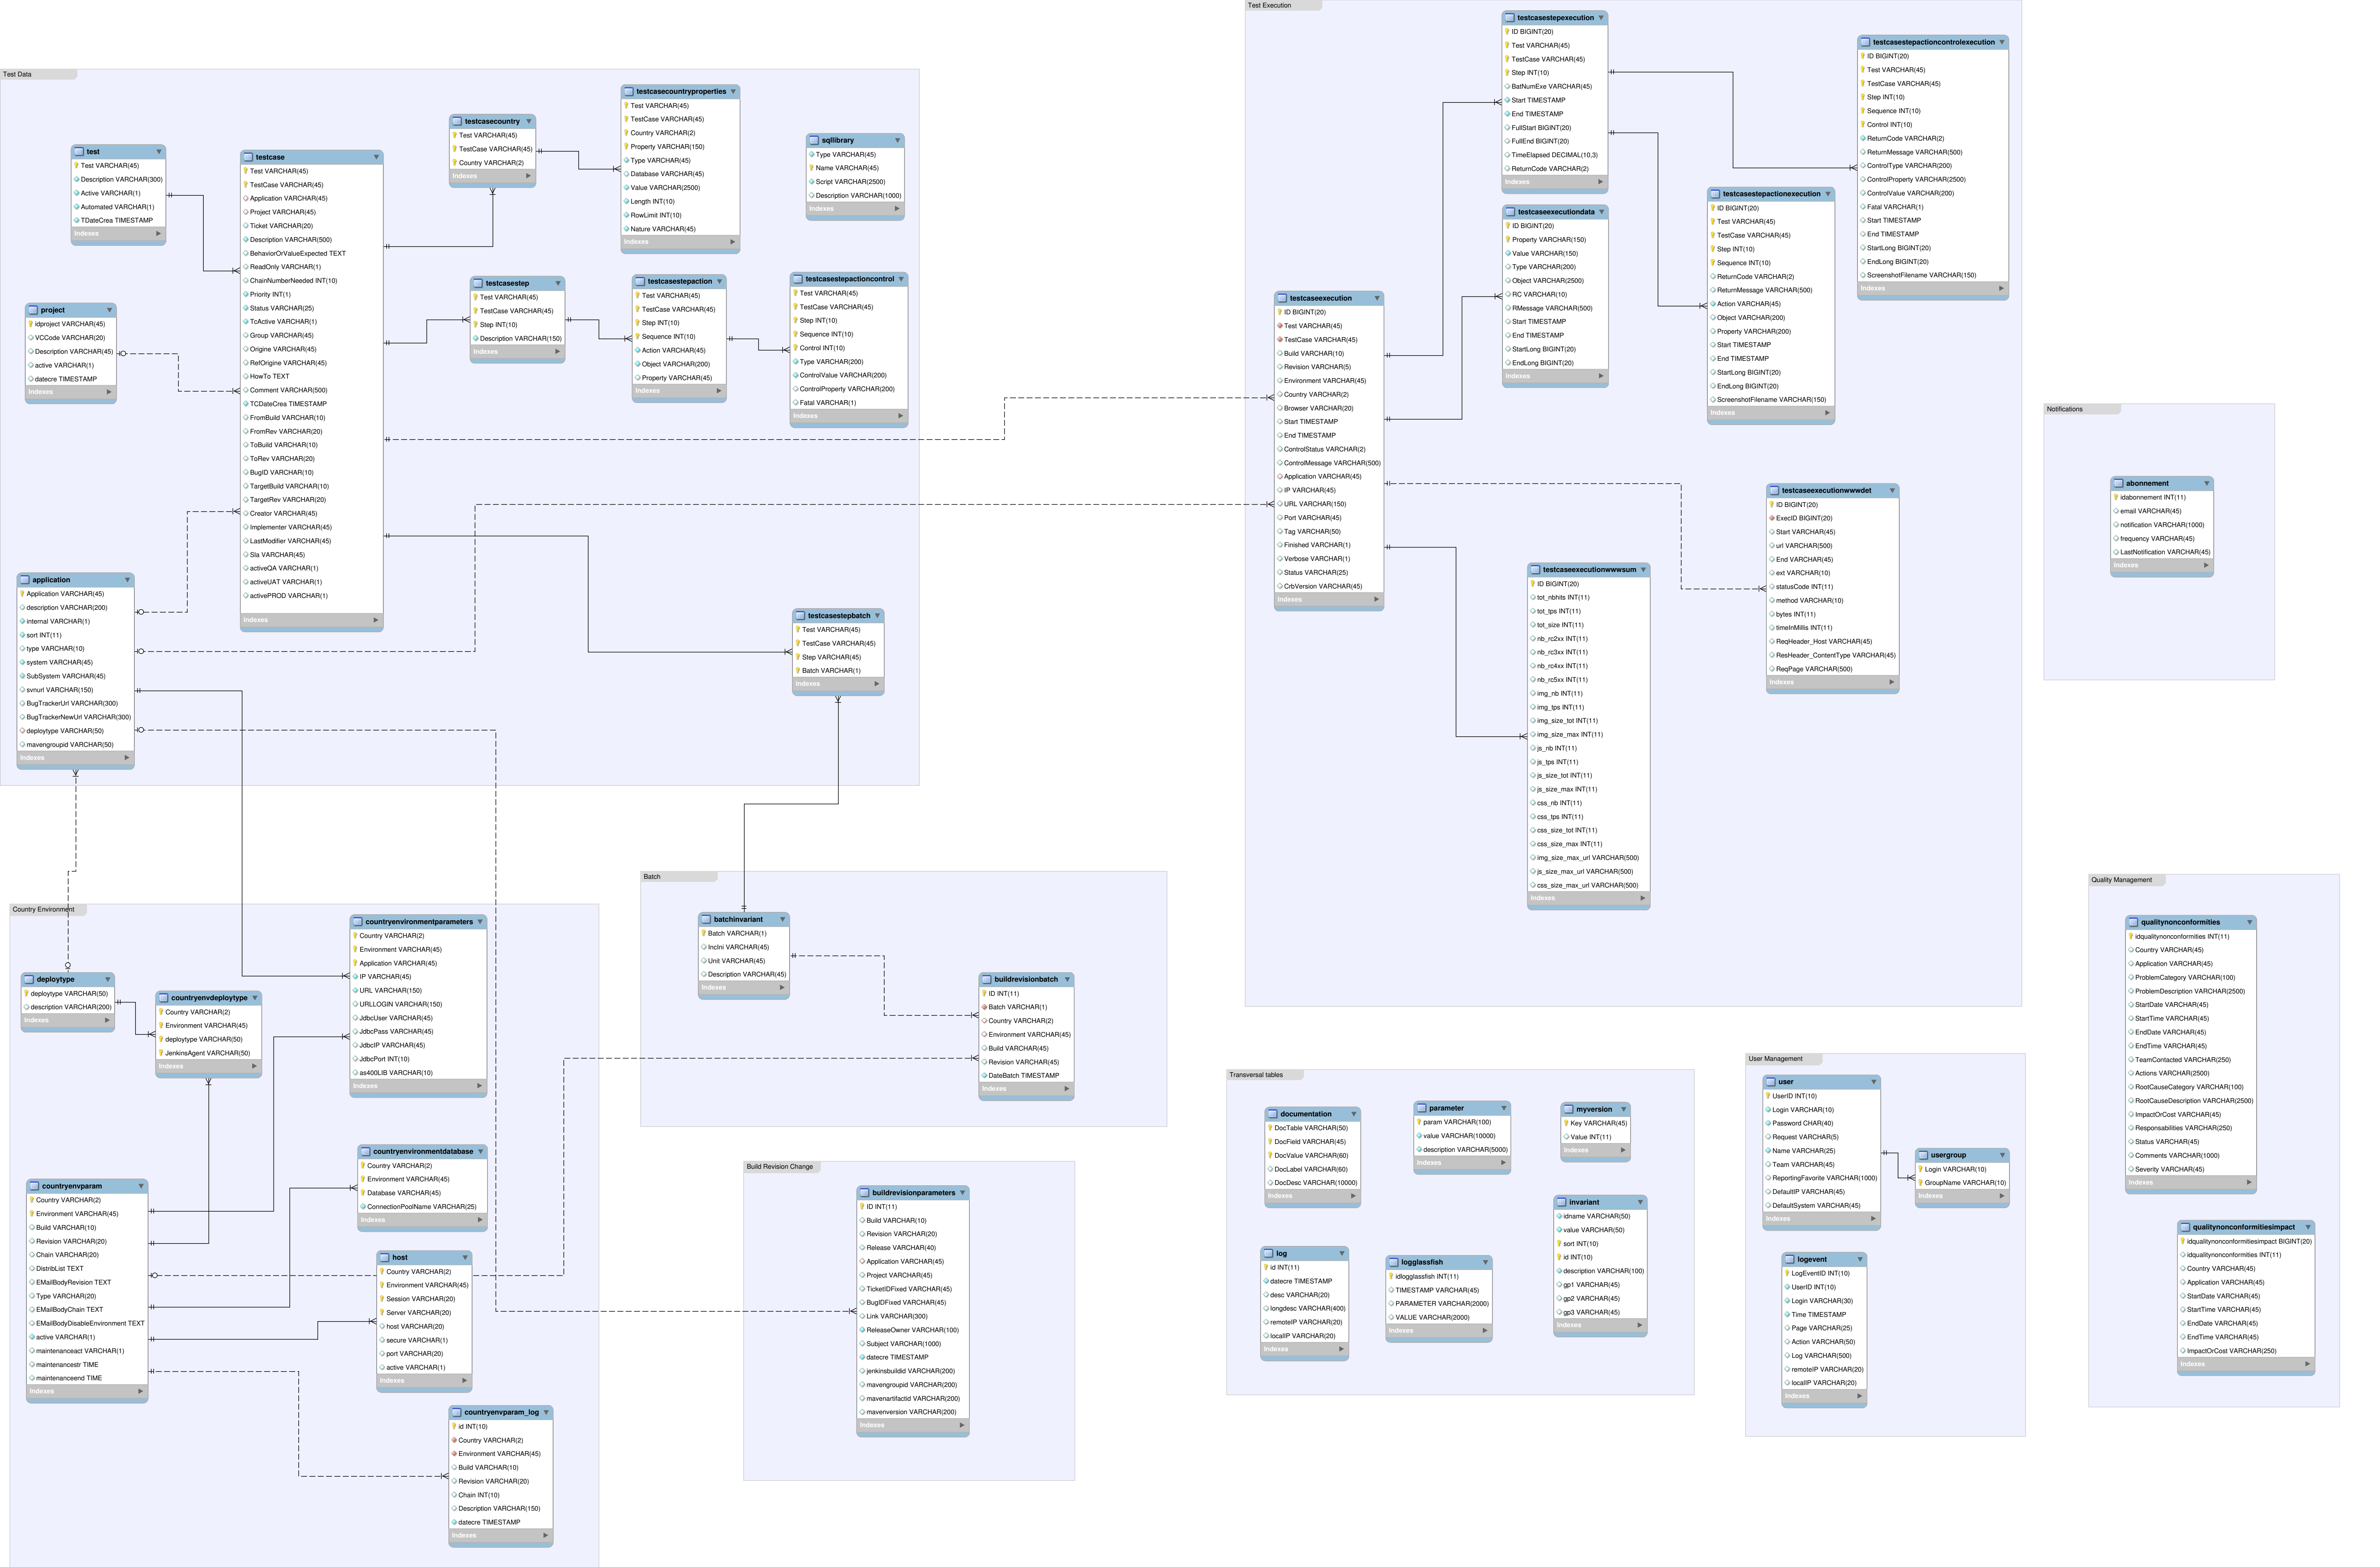 Test Data
test
Test VARCHAR(45)
Description VARCHAR(300)
Active VARCHAR(1)
Automated VARCHAR(1)
TDateCrea TIMESTAMP
Indexes
project
idproject VARCHAR(45)
VCCode VARCHAR(20)
Description VARCHAR(45)
active VARCHAR(1)
datecre TIMESTAMP
Indexes
application
Application VARCHAR(45)
description VARCHAR(200)
internal VARCHAR(1)
sort INT(11)
type VARCHAR(10)
system VARCHAR(45)
SubSystem VARCHAR(45)
svnurl VARCHAR(150)
BugTrackerUrl VARCHAR(300)
BugTrackerNewUrl VARCHAR(300)
deploytype VARCHAR(50)
mavengroupid VARCHAR(50)
Indexes
testcase
Test VARCHAR(45)
TestCase VARCHAR(45)
Application VARCHAR(45)
Project VARCHAR(45)
Ticket VARCHAR(20)
Description VARCHAR(500)
BehaviorOrValueExpected TEXT
ReadOnly VARCHAR(1)
ChainNumberNeeded INT(10)
Priority INT(1)
Status VARCHAR(25)
TcActive VARCHAR(1)
Group VARCHAR(45)
Origine VARCHAR(45)
RefOrigine VARCHAR(45)
HowTo TEXT
Comment VARCHAR(500)
TCDateCrea TIMESTAMP
FromBuild VARCHAR(10)
FromRev VARCHAR(20)
ToBuild VARCHAR(10)
ToRev VARCHAR(20)
BugID VARCHAR(10)
TargetBuild VARCHAR(10)
TargetRev VARCHAR(20)
Creator VARCHAR(45)
Implementer VARCHAR(45)
LastModifier VARCHAR(45)
Sla VARCHAR(45)
activeQA VARCHAR(1)
activeUAT VARCHAR(1)
activePROD VARCHAR(1)
Indexes
testcasecountry
Test VARCHAR(45)
TestCase VARCHAR(45)
Country VARCHAR(2)
Indexes
testcasecountryproperties
Test VARCHAR(45)
TestCase VARCHAR(45)
Country VARCHAR(2)
Property VARCHAR(150)
Type VARCHAR(45)
Database VARCHAR(45)
Value VARCHAR(2500)
Length INT(10)
RowLimit INT(10)
Nature VARCHAR(45)
Indexes
sqllibrary
Type VARCHAR(45)
Name VARCHAR(45)
Script VARCHAR(2500)
Description VARCHAR(1000)
Indexes
testcasestep
Test VARCHAR(45)
TestCase VARCHAR(45)
Step INT(10)
Description VARCHAR(150)
Indexes
testcasestepaction
Test VARCHAR(45)
TestCase VARCHAR(45)
Step INT(10)
Sequence INT(10)
Action VARCHAR(45)
Object VARCHAR(200)
Property VARCHAR(45)
Indexes
testcasestepactioncontrol
Test VARCHAR(45)
TestCase VARCHAR(45)
Step INT(10)
Sequence INT(10)
Control INT(10)
Type VARCHAR(200)
ControlValue VARCHAR(200)
ControlProperty VARCHAR(200)
Fatal VARCHAR(1)
Indexes
testcasestepbatch
Test VARCHAR(45)
TestCase VARCHAR(45)
Step VARCHAR(45)
Batch VARCHAR(1)
Indexes
Test Execution
testcaseexecution
ID BIGINT(20)
Test VARCHAR(45)
TestCase VARCHAR(45)
Build VARCHAR(10)
Revision VARCHAR(5)
Environment VARCHAR(45)
Country VARCHAR(2)
Browser VARCHAR(20)
Start TIMESTAMP
End TIMESTAMP
ControlStatus VARCHAR(2)
ControlMessage VARCHAR(500)
Application VARCHAR(45)
IP VARCHAR(45)
URL VARCHAR(150)
Port VARCHAR(45)
Tag VARCHAR(50)
Finished VARCHAR(1)
Verbose VARCHAR(1)
Status VARCHAR(25)
CrbVersion VARCHAR(45)
Indexes
testcasestepexecution
ID BIGINT(20)
Test VARCHAR(45)
TestCase VARCHAR(45)
Step INT(10)
BatNumExe VARCHAR(45)
Start TIMESTAMP
End TIMESTAMP
FullStart BIGINT(20)
FullEnd BIGINT(20)
TimeElapsed DECIMAL(10,3)
ReturnCode VARCHAR(2)
Indexes
testcaseexecutiondata
ID BIGINT(20)
Property VARCHAR(150)
Value VARCHAR(150)
Type VARCHAR(200)
Object VARCHAR(2500)
RC VARCHAR(10)
RMessage VARCHAR(500)
Start TIMESTAMP
End TIMESTAMP
StartLong BIGINT(20)
EndLong BIGINT(20)
Indexes
testcasestepactioncontrolexecution
ID BIGINT(20)
Test VARCHAR(45)
TestCase VARCHAR(45)
Step INT(10)
Sequence INT(10)
Control INT(10)
ReturnCode VARCHAR(2)
ReturnMessage VARCHAR(500)
ControlType VARCHAR(200)
ControlProperty VARCHAR(2500)
ControlValue VARCHAR(200)
Fatal VARCHAR(1)
Start TIMESTAMP
End TIMESTAMP
StartLong BIGINT(20)
EndLong BIGINT(20)
ScreenshotFilename VARCHAR(150)
Indexes
testcasestepactionexecution
ID BIGINT(20)
Test VARCHAR(45)
TestCase VARCHAR(45)
Step INT(10)
Sequence INT(10)
ReturnCode VARCHAR(2)
ReturnMessage VARCHAR(500)
Action VARCHAR(45)
Object VARCHAR(200)
Property VARCHAR(200)
Start TIMESTAMP
End TIMESTAMP
StartLong BIGINT(20)
EndLong BIGINT(20)
ScreenshotFilename VARCHAR(150)
Indexes
testcaseexecutionwwwdet
ID BIGINT(20)
ExecID BIGINT(20)
Start VARCHAR(45)
url VARCHAR(500)
End VARCHAR(45)
ext VARCHAR(10)
statusCode INT(11)
method VARCHAR(10)
bytes INT(11)
timeInMillis INT(11)
ReqHeader_Host VARCHAR(45)
ResHeader_ContentType VARCHAR(45)
ReqPage VARCHAR(500)
Indexes
testcaseexecutionwwwsum
ID BIGINT(20)
tot_nbhits INT(11)
tot_tps INT(11)
tot_size INT(11)
nb_rc2xx INT(11)
nb_rc3xx INT(11)
nb_rc4xx INT(11)
nb_rc5xx INT(11)
img_nb INT(11)
img_tps INT(11)
img_size_tot INT(11)
img_size_max INT(11)
js_nb INT(11)
js_tps INT(11)
js_size_tot INT(11)
js_size_max INT(11)
css_nb INT(11)
css_tps INT(11)
css_size_tot INT(11)
css_size_max INT(11)
img_size_max_url VARCHAR(500)
js_size_max_url VARCHAR(500)
css_size_max_url VARCHAR(500)
Indexes
Notifications
abonnement
idabonnement INT(11)
email VARCHAR(45)
notification VARCHAR(1000)
frequency VARCHAR(45)
LastNotification VARCHAR(45)
Indexes
Country Environment
deploytype
deploytype VARCHAR(50)
description VARCHAR(200)
Indexes
countryenvdeploytype
Country VARCHAR(2)
Environment VARCHAR(45)
deploytype VARCHAR(50)
JenkinsAgent VARCHAR(50)
Indexes
countryenvironmentparameters
Country VARCHAR(2)
Environment VARCHAR(45)
Application VARCHAR(45)
IP VARCHAR(45)
URL VARCHAR(150)
URLLOGIN VARCHAR(150)
JdbcUser VARCHAR(45)
JdbcPass VARCHAR(45)
JdbcIP VARCHAR(45)
JdbcPort INT(10)
as400LIB VARCHAR(10)
Indexes
countryenvparam
Country VARCHAR(2)
Environment VARCHAR(45)
Build VARCHAR(10)
Revision VARCHAR(20)
Chain VARCHAR(20)
DistribList TEXT
EMailBodyRevision TEXT
Type VARCHAR(20)
EMailBodyChain TEXT
EMailBodyDisableEnvironment TEXT
active VARCHAR(1)
maintenanceact VARCHAR(1)
maintenancestr TIME
maintenanceend TIME
Indexes
countryenvironmentdatabase
Country VARCHAR(2)
Environment VARCHAR(45)
Database VARCHAR(45)
ConnectionPoolName VARCHAR(25)
Indexes
host
Country VARCHAR(2)
Environment VARCHAR(45)
Session VARCHAR(20)
Server VARCHAR(20)
host VARCHAR(20)
secure VARCHAR(1)
port VARCHAR(20)
active VARCHAR(1)
Indexes
countryenvparam_log
id INT(10)
Country VARCHAR(2)
Environment VARCHAR(45)
Build VARCHAR(10)
Revision VARCHAR(20)
Chain INT(10)
Description VARCHAR(150)
datecre TIMESTAMP
Indexes
Batch
batchinvariant
Batch VARCHAR(1)
IncIni VARCHAR(45)
Unit VARCHAR(45)
Description VARCHAR(45)
Indexes
buildrevisionbatch
ID INT(11)
Batch VARCHAR(1)
Country VARCHAR(2)
Environment VARCHAR(45)
Build VARCHAR(45)
Revision VARCHAR(45)
DateBatch TIMESTAMP
Indexes
Build Revision Change
buildrevisionparameters
ID INT(11)
Build VARCHAR(10)
Revision VARCHAR(20)
Release VARCHAR(40)
Application VARCHAR(45)
Project VARCHAR(45)
TicketIDFixed VARCHAR(45)
BugIDFixed VARCHAR(45)
Link VARCHAR(300)
ReleaseOwner VARCHAR(100)
Subject VARCHAR(1000)
datecre TIMESTAMP
jenkinsbuildid VARCHAR(200)
mavengroupid VARCHAR(200)
mavenartifactid VARCHAR(200)
mavenversion VARCHAR(200)
Indexes
Transversal tables
documentation
DocTable VARCHAR(50)
DocField VARCHAR(45)
DocValue VARCHAR(60)
DocLabel VARCHAR(60)
DocDesc VARCHAR(10000)
Indexes
parameter
param VARCHAR(100)
value VARCHAR(10000)
description VARCHAR(5000)
Indexes
myversion
Key VARCHAR(45)
Value INT(11)
Indexes
log
id INT(11)
datecre TIMESTAMP
desc VARCHAR(20)
longdesc VARCHAR(400)
remoteIP VARCHAR(20)
localIP VARCHAR(20)
Indexes
logglassfish
idlogglassfish INT(11)
TIMESTAMP VARCHAR(45)
PARAMETER VARCHAR(2000)
VALUE VARCHAR(2000)
Indexes
invariant
idname VARCHAR(50)
value VARCHAR(50)
sort INT(10)
id INT(10)
description VARCHAR(100)
gp1 VARCHAR(45)
gp2 VARCHAR(45)
gp3 VARCHAR(45)
Indexes
User Management
user
UserID INT(10)
Login VARCHAR(10)
Password CHAR(40)
Request VARCHAR(5)
Name VARCHAR(25)
Team VARCHAR(45)
ReportingFavorite VARCHAR(1000)
DefaultIP VARCHAR(45)
DefaultSystem VARCHAR(45)
Indexes
usergroup
Login VARCHAR(10)
GroupName VARCHAR(10)
Indexes
logevent
LogEventID INT(10)
UserID INT(10)
Login VARCHAR(30)
Time TIMESTAMP
Page VARCHAR(25)
Action VARCHAR(50)
Log VARCHAR(500)
remoteIP VARCHAR(20)
localIP VARCHAR(20)
Indexes
Quality Management
qualitynonconformities
idqualitynonconformities INT(11)
Country VARCHAR(45)
Application VARCHAR(45)
ProblemCategory VARCHAR(100)
ProblemDescription VARCHAR(2500)
StartDate VARCHAR(45)
StartTime VARCHAR(45)
EndDate VARCHAR(45)
EndTime VARCHAR(45)
TeamContacted VARCHAR(250)
Actions VARCHAR(2500)
RootCauseCategory VARCHAR(100)
RootCauseDescription VARCHAR(2500)
ImpactOrCost VARCHAR(45)
Responsabilities VARCHAR(250)
Status VARCHAR(45)
Comments VARCHAR(1000)
Severity VARCHAR(45)
Indexes
qualitynonconformitiesimpact
idqualitynonconformitiesimpact BIGINT(20)
idqualitynonconformities INT(11)
Country VARCHAR(45)
Application VARCHAR(45)
StartDate VARCHAR(45)
StartTime VARCHAR(45)
EndDate VARCHAR(45)
EndTime VARCHAR(45)
ImpactOrCost VARCHAR(250)
Indexes